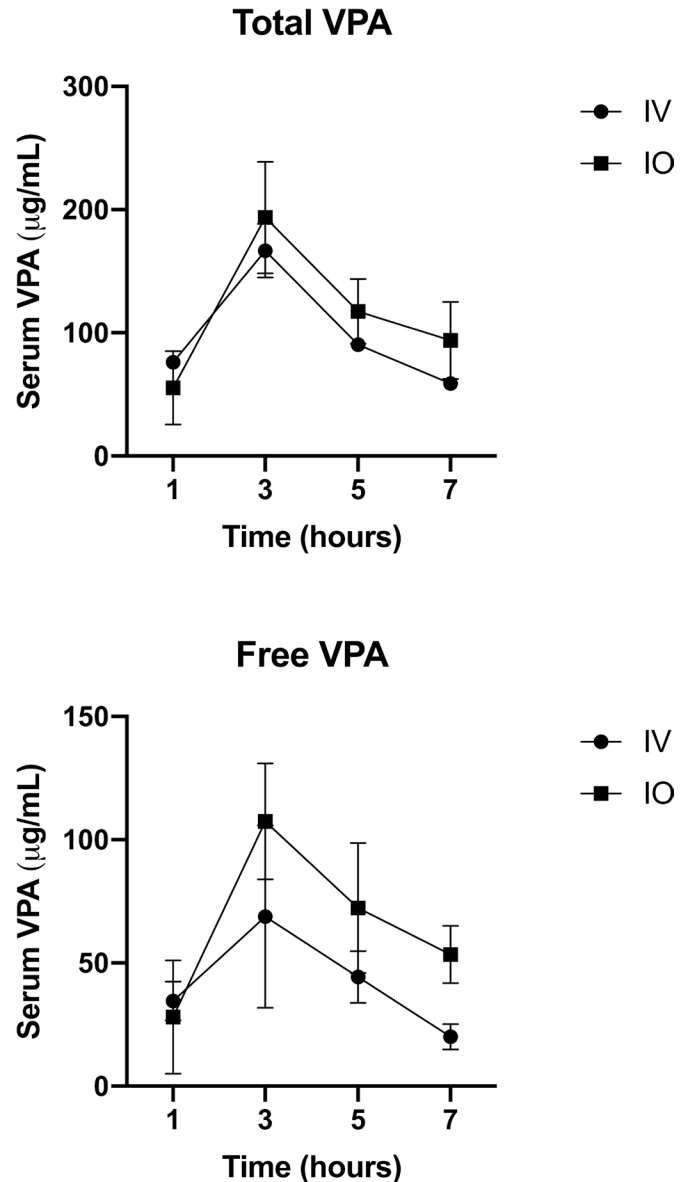 Total VPA
300
200
100
0
Serum VPA (μg/mL)
1 3 5 7
Time (hours)
IV
IO
Free VPA
150
100
50
0
Serum VPA (μg/mL)
1 3 5 7
Time (hours)
IV
IO